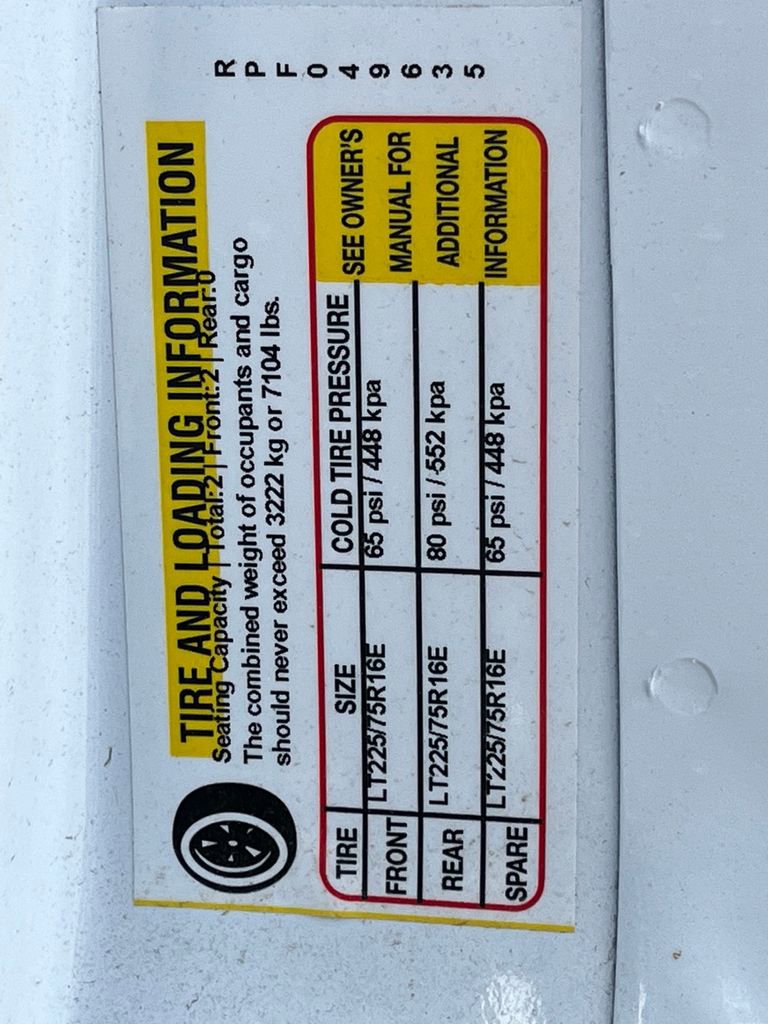 RPF049635
TIRE AND LOADING INFORMATION
Seating Capacity | Total:2 | Front:2 | Rear:0
The combined weight of occupants and cargo
should never exceed 3222 kg or 7104 lbs.
TIRE SIZE COLD TIRE PRESSURE SEE OWNER'S
FRONT LT225/75R16E 65 psi / 448 kpa MANUAL FOR
REAR LT225/75R16E 80 psi / 552 kpa ADDITIONAL
SPARE LT225/75R16E 65 psi / 448 kpa INFORMATION